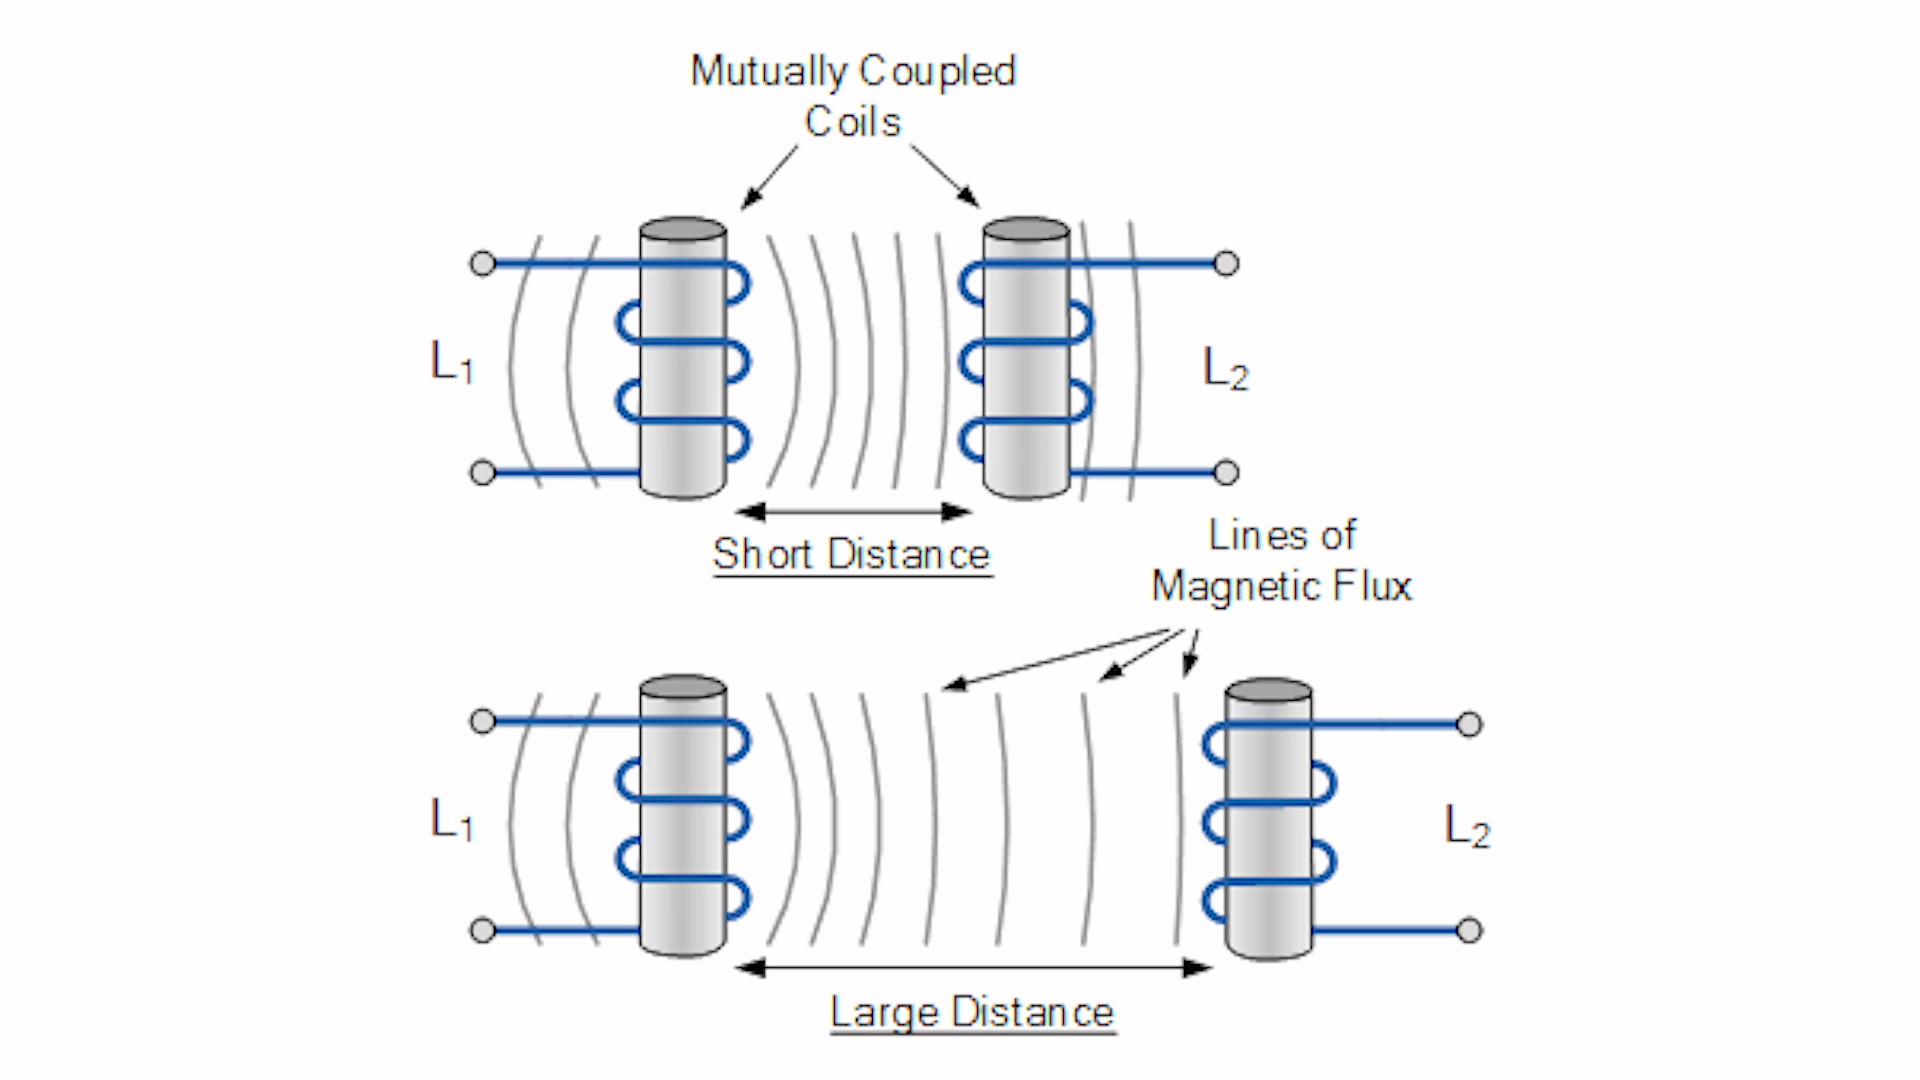 Mutually Coupled
Coils
L₁
L₂
Short Distance
Lines of
Magnetic Flux
L₁
L₂
Large Distance